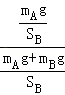 m_A g
S_B
m_A g + m_B g
S_B